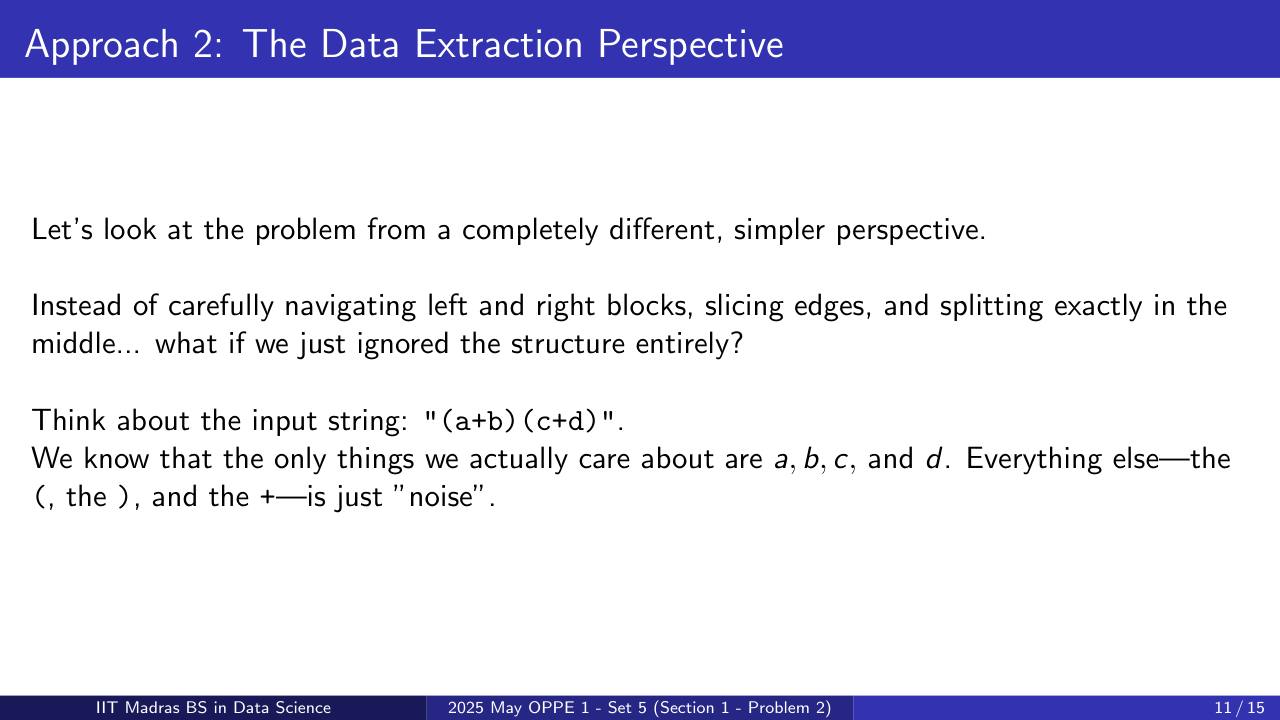 Approach 2: The Data Extraction Perspective
Let's look at the problem from a completely different, simpler perspective.
Instead of carefully navigating left and right blocks, slicing edges, and splitting exactly in the
middle... what if we just ignored the structure entirely?
Think about the input string: "(a+b)(c+d)".
We know that the only things we actually care about are a, b, c, and d. Everything else—the
(, the ), and the +—is just ”noise”.
IIT Madras BS in Data Science
2025 May OPPE 1 - Set 5 (Section 1 - Problem 2)
11 / 15